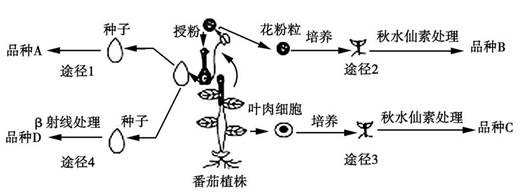 授粉
花粉粒 培养 秋水仙素处理
品种A 种子 途径1 途径2 品种B
叶肉细胞
β射线处理 种子 培养 秋水仙素处理
品种D 途径4 途径3 品种C
番茄植株